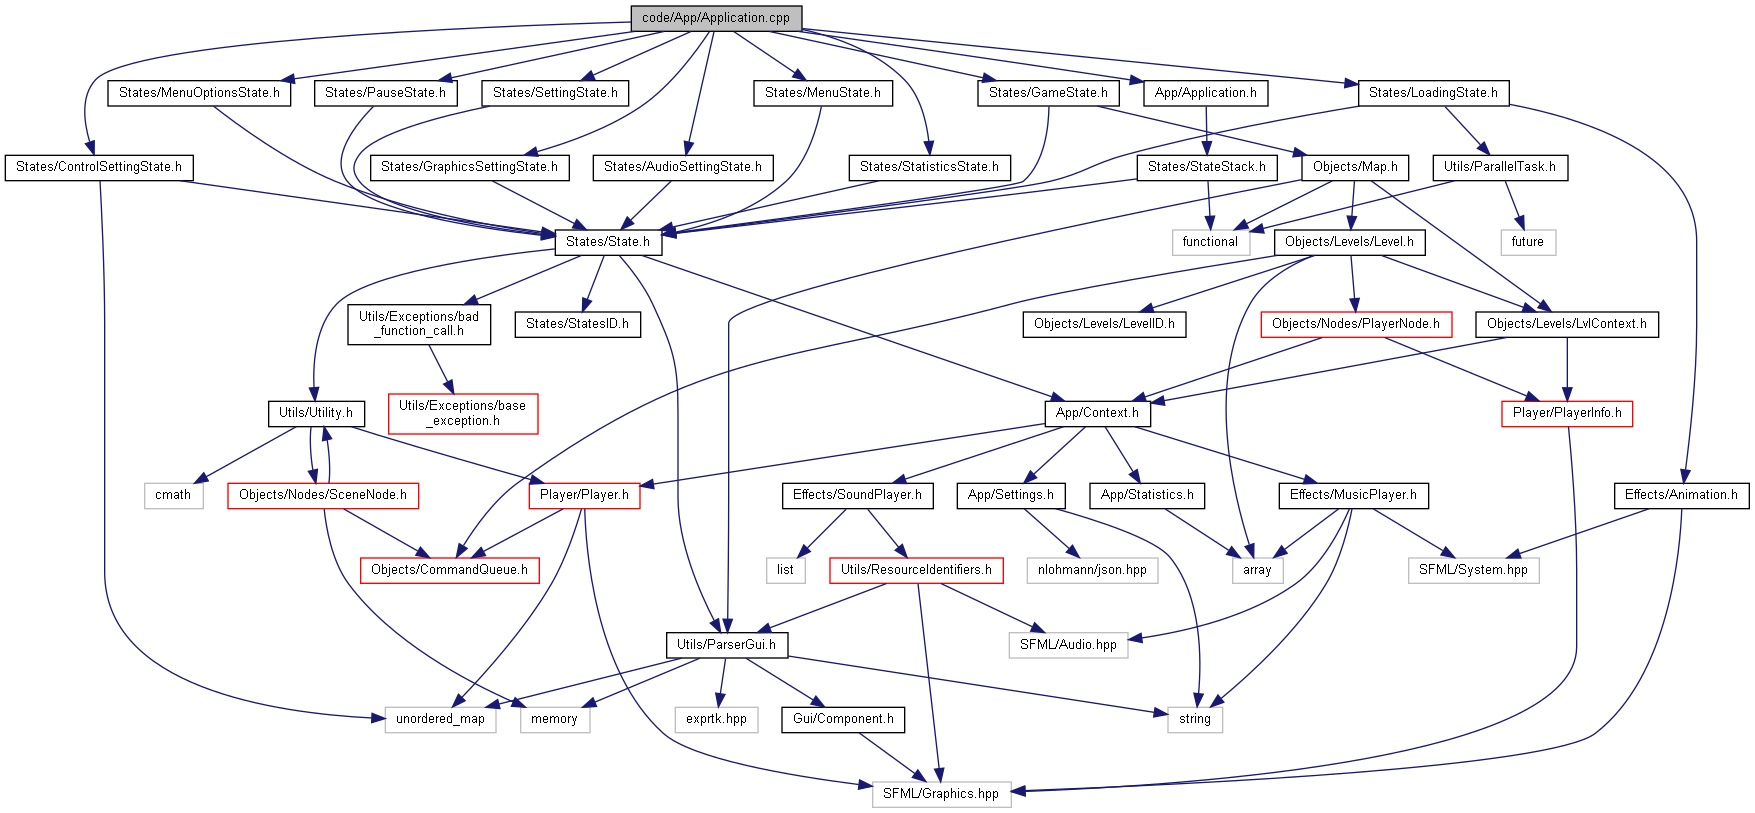 code/App/Application.cpp
States/MenuOptionsState.h
States/PauseState.h
States/SettingState.h
States/MenuState.h
States/GameState.h
App/Application.h
States/LoadingState.h
States/ControlSettingState.h
States/GraphicsSettingState.h
States/AudioSettingState.h
States/StatisticsState.h
States/StateStack.h
Objects/Map.h
Utils/ParallelTask.h
States/State.h
functional
Objects/Levels/Level.h
future
Utils/Exceptions/bad
_function_call.h
States/StatesID.h
Objects/Levels/LevelID.h
Objects/Nodes/PlayerNode.h
Objects/Levels/LvlContext.h
Utils/Utility.h
Utils/Exceptions/base
_exception.h
App/Context.h
Player/PlayerInfo.h
cmath
Objects/Nodes/SceneNode.h
Player/Player.h
Effects/SoundPlayer.h
App/Settings.h
App/Statistics.h
Effects/MusicPlayer.h
Effects/Animation.h
Objects/CommandQueue.h
list
Utils/ResourceIdentifiers.h
nlohmann/json.hpp
array
SFML/System.hpp
Utils/ParserGui.h
SFML/Audio.hpp
unordered_map
memory
exprtk.hpp
Gui/Component.h
string
SFML/Graphics.hpp